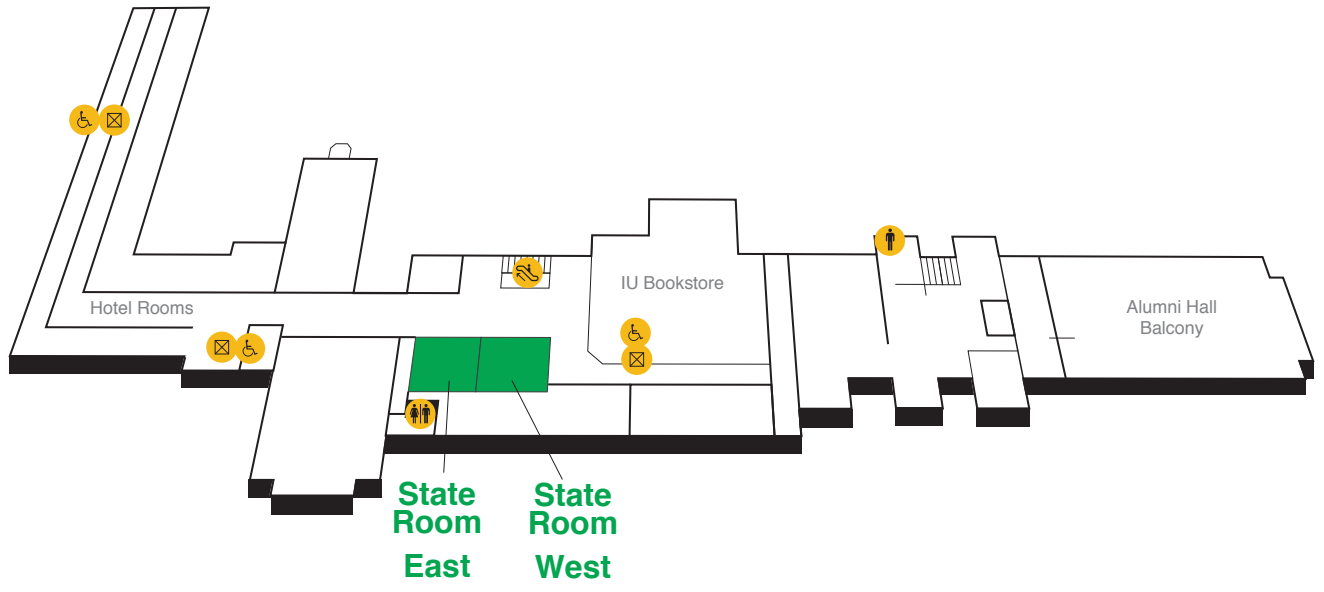 Hotel Rooms
IU Bookstore
Alumni Hall
Balcony
State
Room
East
State
Room
West